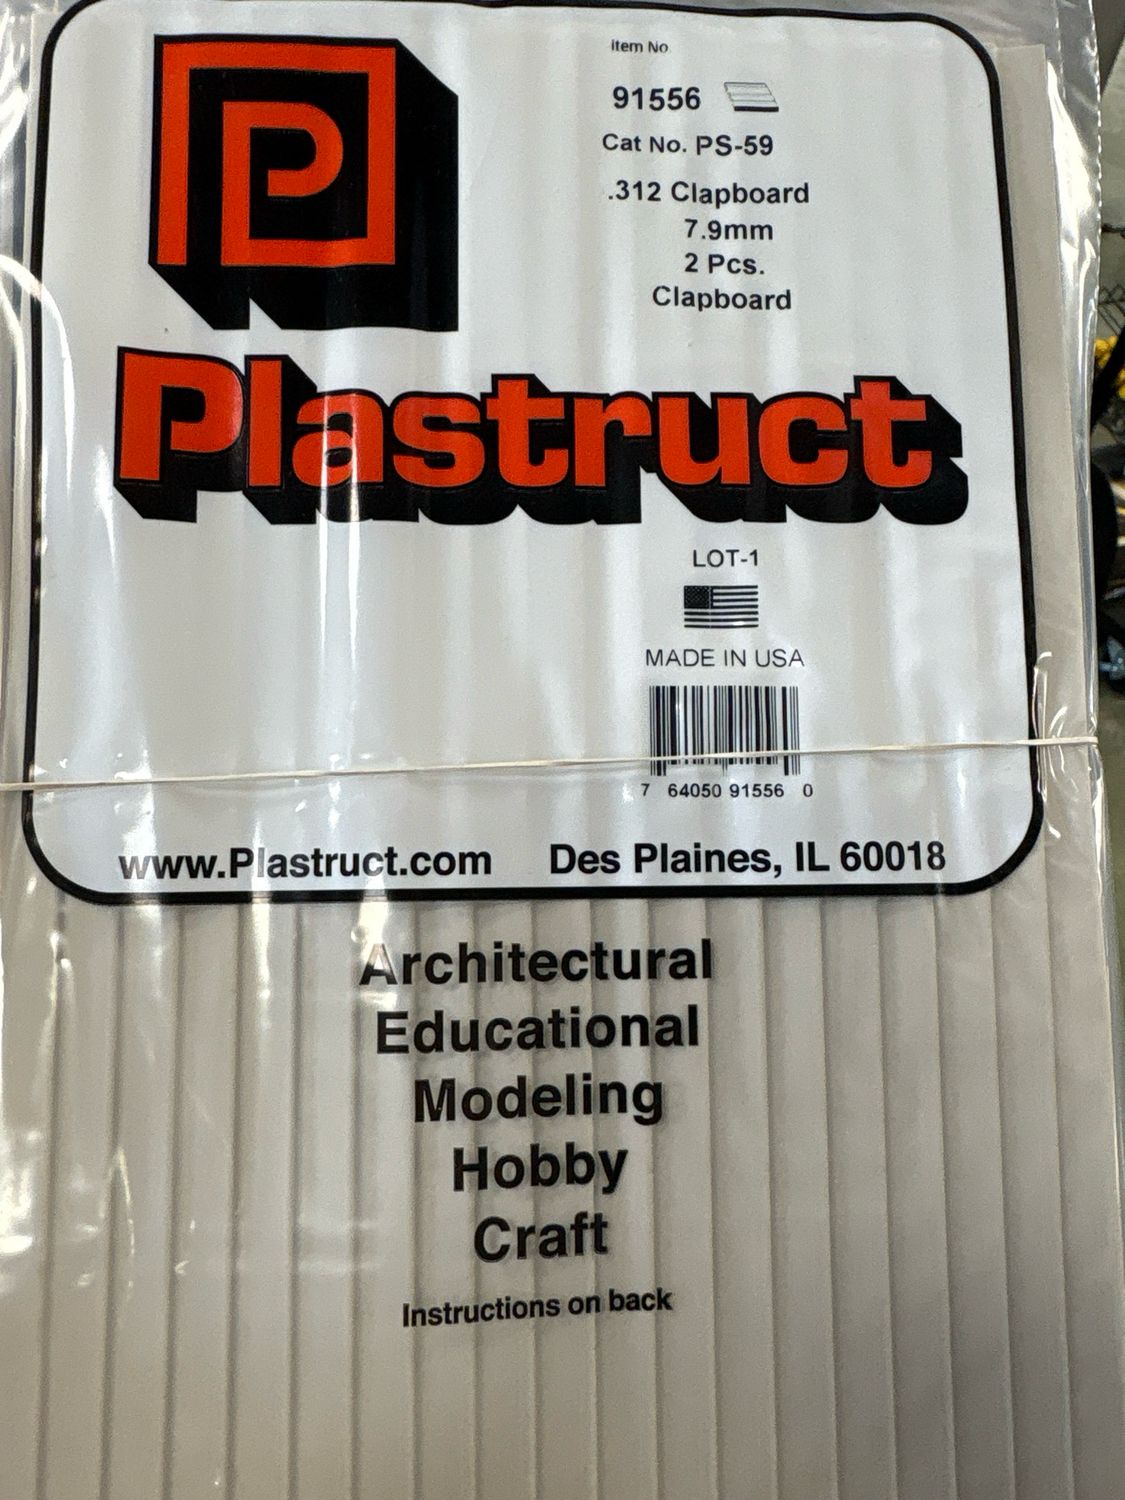 Item No
91556
Cat No. PS-59
.312 Clapboard
7.9mm
2 Pcs.
Clapboard
P
Plastruct
LOT-1
MADE IN USA
7 64050 91556 0
www.Plastruct.com Des Plaines, IL 60018
Architectural
Educational
Modeling
Hobby
Craft
Instructions on back